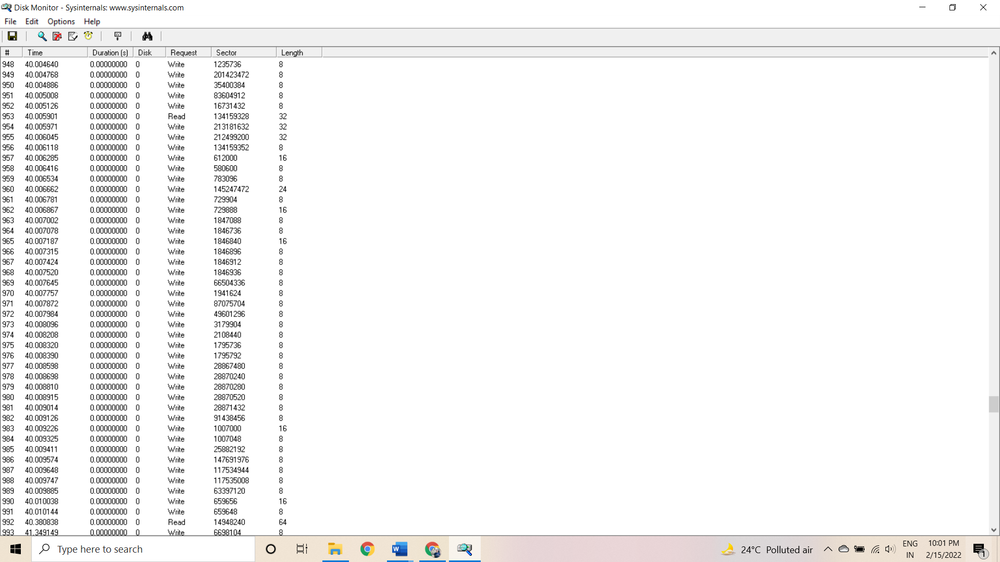 Disk Monitor - Sysinternals: www.sysinternals.com
File Edit Options Help
# Time Duration (s) Disk Request Sector Length
948 40.004640 0.00000000 0 Write 1235736 8
949 40.004768 0.00000000 0 Write 201423472 8
950 40.004886 0.00000000 0 Write 35400384 8
951 40.005008 0.00000000 0 Write 83604912 8
952 40.005126 0.00000000 0 Write 16731432 8
953 40.005901 0.00000000 0 Read 134159328 32
954 40.005971 0.00000000 0 Write 213181632 32
955 40.006045 0.00000000 0 Write 212499200 32
956 40.006118 0.00000000 0 Write 134159352 8
957 40.006285 0.00000000 0 Write 612000 16
958 40.006416 0.00000000 0 Write 580600 8
959 40.006534 0.00000000 0 Write 783096 8
960 40.006662 0.00000000 0 Write 145247472 24
961 40.006781 0.00000000 0 Write 729904 8
962 40.006867 0.00000000 0 Write 729888 16
963 40.007002 0.00000000 0 Write 1847088 8
964 40.007078 0.00000000 0 Write 1846736 8
965 40.007187 0.00000000 0 Write 1846840 16
966 40.007315 0.00000000 0 Write 1846896 8
967 40.007424 0.00000000 0 Write 1846912 8
968 40.007520 0.00000000 0 Write 1846936 8
969 40.007645 0.00000000 0 Write 66504336 8
970 40.007757 0.00000000 0 Write 1941624 8
971 40.007872 0.00000000 0 Write 87075704 8
972 40.007984 0.00000000 0 Write 49601296 8
973 40.008096 0.00000000 0 Write 3179904 8
974 40.008208 0.00000000 0 Write 2108440 8
975 40.008320 0.00000000 0 Write 1795736 8
976 40.008390 0.00000000 0 Write 1795792 8
977 40.008598 0.00000000 0 Write 28867480 8
978 40.008698 0.00000000 0 Write 28870240 8
979 40.008810 0.00000000 0 Write 28870280 8
980 40.008915 0.00000000 0 Write 28870520 8
981 40.009014 0.00000000 0 Write 28871432 8
982 40.009126 0.00000000 0 Write 91438456 8
983 40.009226 0.00000000 0 Write 1007000 16
984 40.009325 0.00000000 0 Write 1007048 8
985 40.009411 0.00000000 0 Write 25882192 8
986 40.009574 0.00000000 0 Write 147691976 8
987 40.009648 0.00000000 0 Write 117534944 8
988 40.009747 0.00000000 0 Write 117535008 8
989 40.009885 0.00000000 0 Write 63397120 8
990 40.010038 0.00000000 0 Write 659656 16
991 40.010144 0.00000000 0 Write 659648 8
992 40.380838 0.00000000 0 Read 14948240 64
993 41.349149 0.00000000 0 Write 6698104 8
Type here to search
W
24°C Polluted air
ENG
IN
10:01 PM
2/15/2022
1